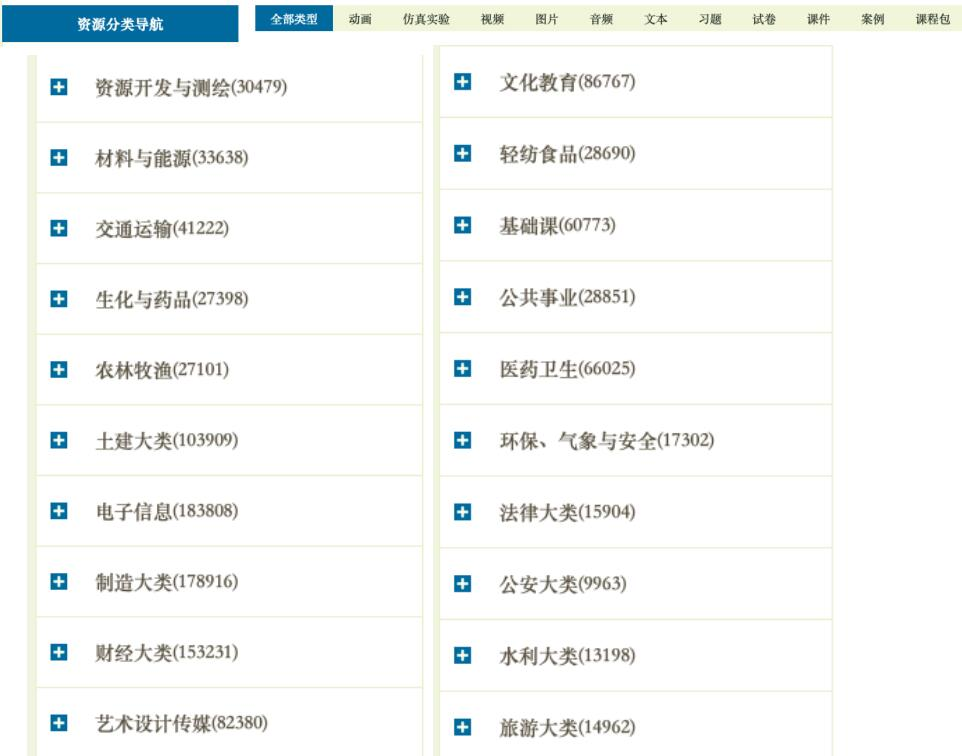 资源分类导航
全部类型 动画 仿真实验 视频 图片 音频 文本 习题 试卷 课件 案例 课程包
资源开发与测绘(30479)
材料与能源(33638)
交通运输(41222)
生化与药品(27398)
农林牧渔(27101)
土建大类(103909)
电子信息(183808)
制造大类(178916)
财经大类(153231)
艺术设计传媒(82380)
文化教育(86767)
轻纺食品(28690)
基础课(60773)
公共事业(28851)
医药卫生(66025)
环保、气象与安全(17302)
法律大类(15904)
公安大类(9963)
水利大类(13198)
旅游大类(14962)